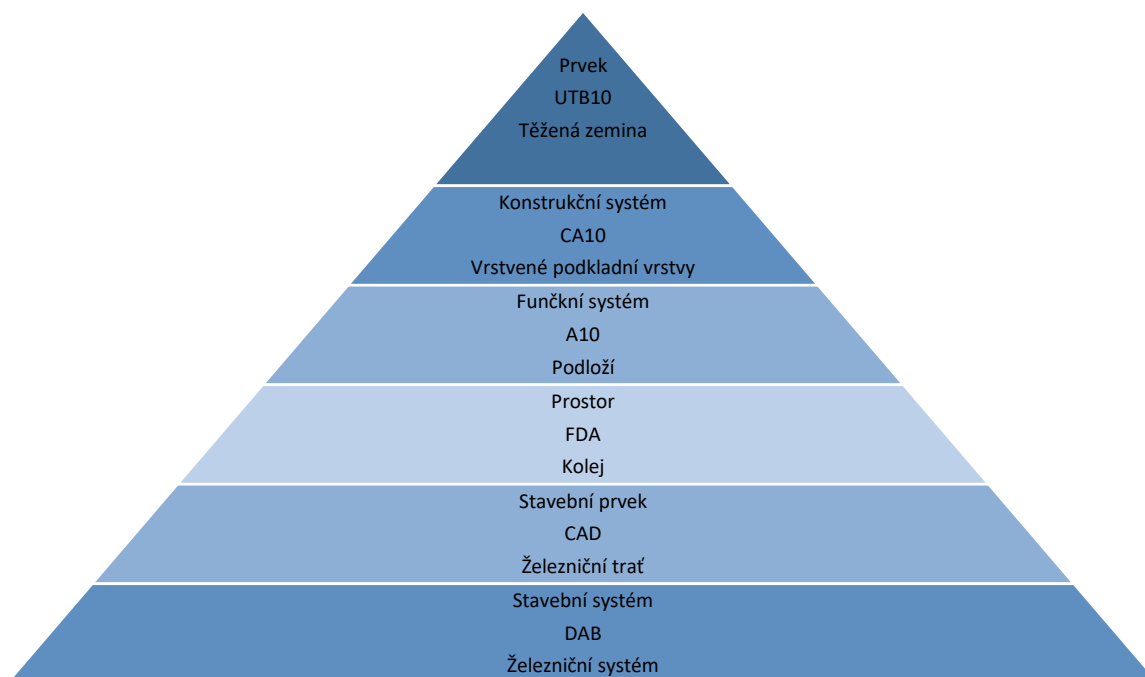 Prvek
UTB10
Těžená zemina
Konstrukční systém
CA10
Vrstvené podkladní vrstvy
Funčkní systém
A10
Podloží
Prostor
FDA
Kolej
Stavební prvek
CAD
Železniční trať
Stavební systém
DAB
Železniční systém